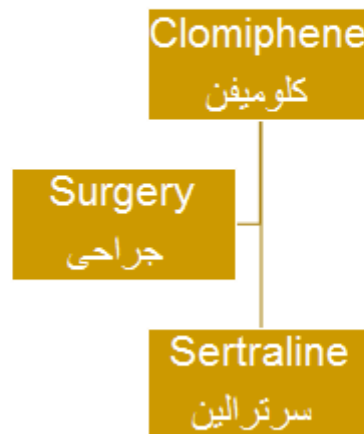 Clomiphene
کلومیفن
Surgery
جراحی
Sertraline
سرترالین